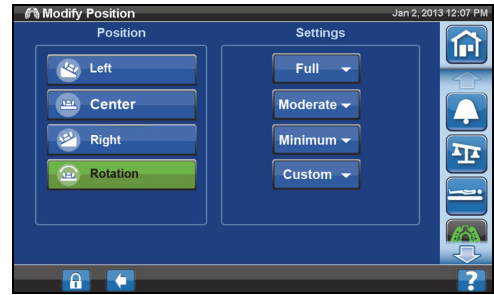 Modify Position
Jan 2, 2013 12:07 PM
Position
Settings
Left
Full
Center
Moderate
Right
Minimum
Rotation
Custom
?